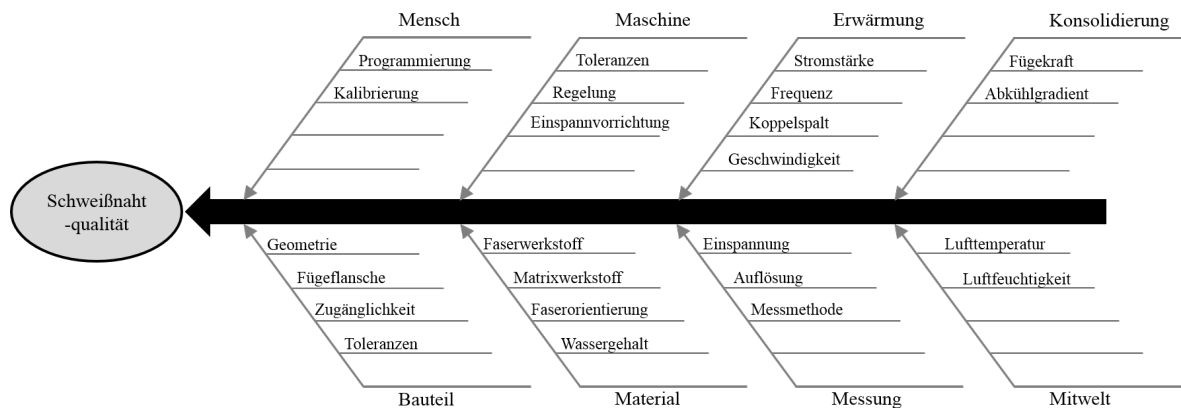 Mensch
Maschine
Erwärmung
Konsolidierung
Programmierung
Kalibrierung
Toleranzen
Regelung
Einspannvorrichtung
Stromstärke
Frequenz
Koppelspalt
Geschwindigkeit
Fügekraft
Abkühlgradient
Schweißnaht
-qualität
Geometrie
Fügeflansche
Zugänglichkeit
Toleranzen
Faserwerkstoff
Matrixwerkstoff
Faserorientierung
Wassergehalt
Einspannung
Auflösung
Messmethode
Lufttemperatur
Luftfeuchtigkeit
Bauteil
Material
Messung
Mitwelt